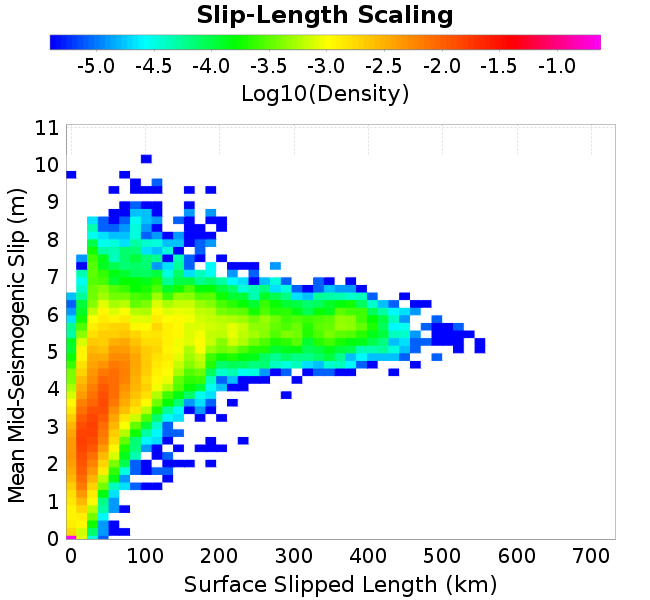 Slip-Length Scaling
-5.0 -4.5 -4.0 -3.5 -3.0 -2.5 -2.0 -1.5 -1.0
Log10(Density)
11
10
9
8
7
6
5
4
3
2
1
0
Mean Mid-Seismogenic Slip (m)
0 100 200 300 400 500 600 700
Surface Slipped Length (km)